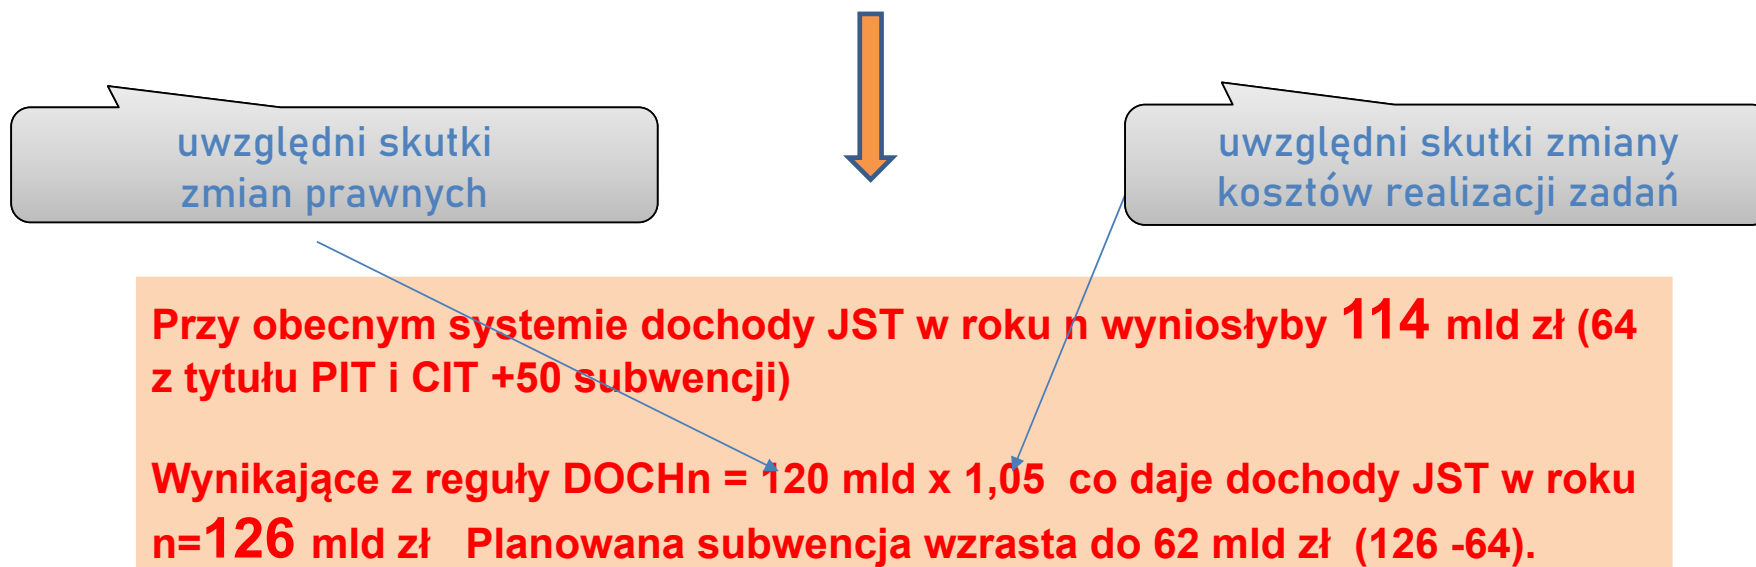 uwzględni skutki
zmian prawnych
uwzględni skutki zmiany
kosztów realizacji zadań
Przy obecnym systemie dochody JST w roku n wyniosłyby 114 mld zł (64
z tytułu PIT i CIT +50 subwencji)
Wynikające z reguły DOCHn = 120 mld x 1,05 co daje dochody JST w roku
n=126 mld zł Planowana subwencja wzrasta do 62 mld zł (126 -64).